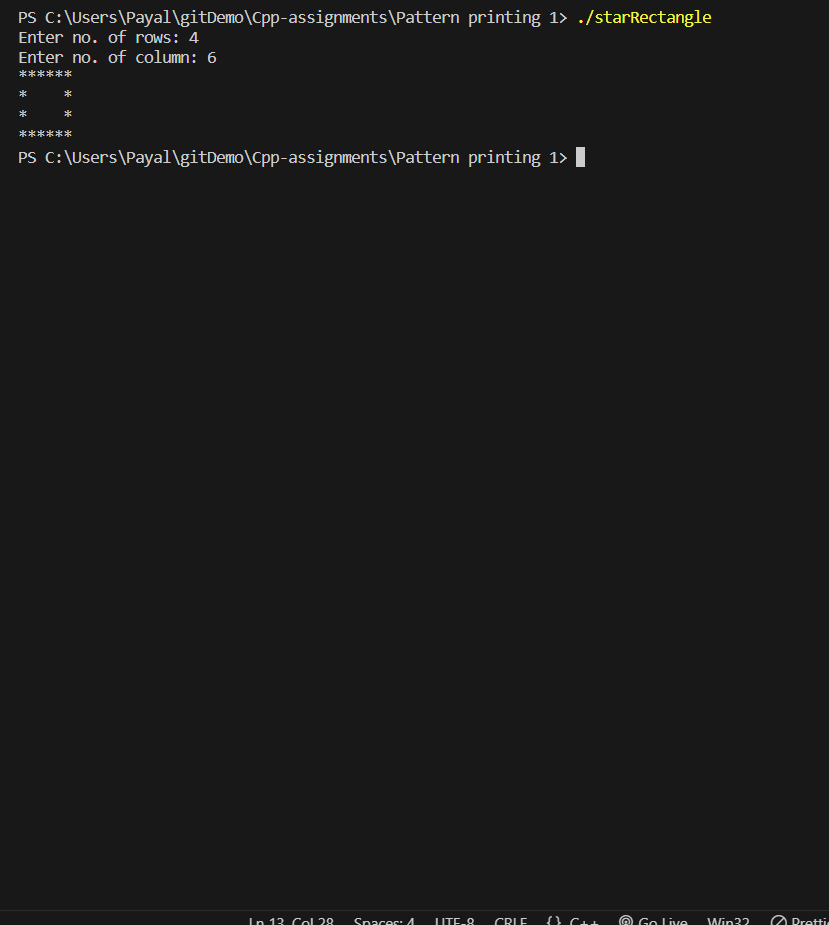 PS C:\Users\Payal\gitDemo\Cpp-assignments\Pattern printing 1> ./starRectangle
Enter no. of rows: 4
Enter no. of column: 6
******
*    *
*    *
******
PS C:\Users\Payal\gitDemo\Cpp-assignments\Pattern printing 1>
Ln 13, Col 28 Spaces: 4 UTF-8 CRLF {} C++ Go Live Win32